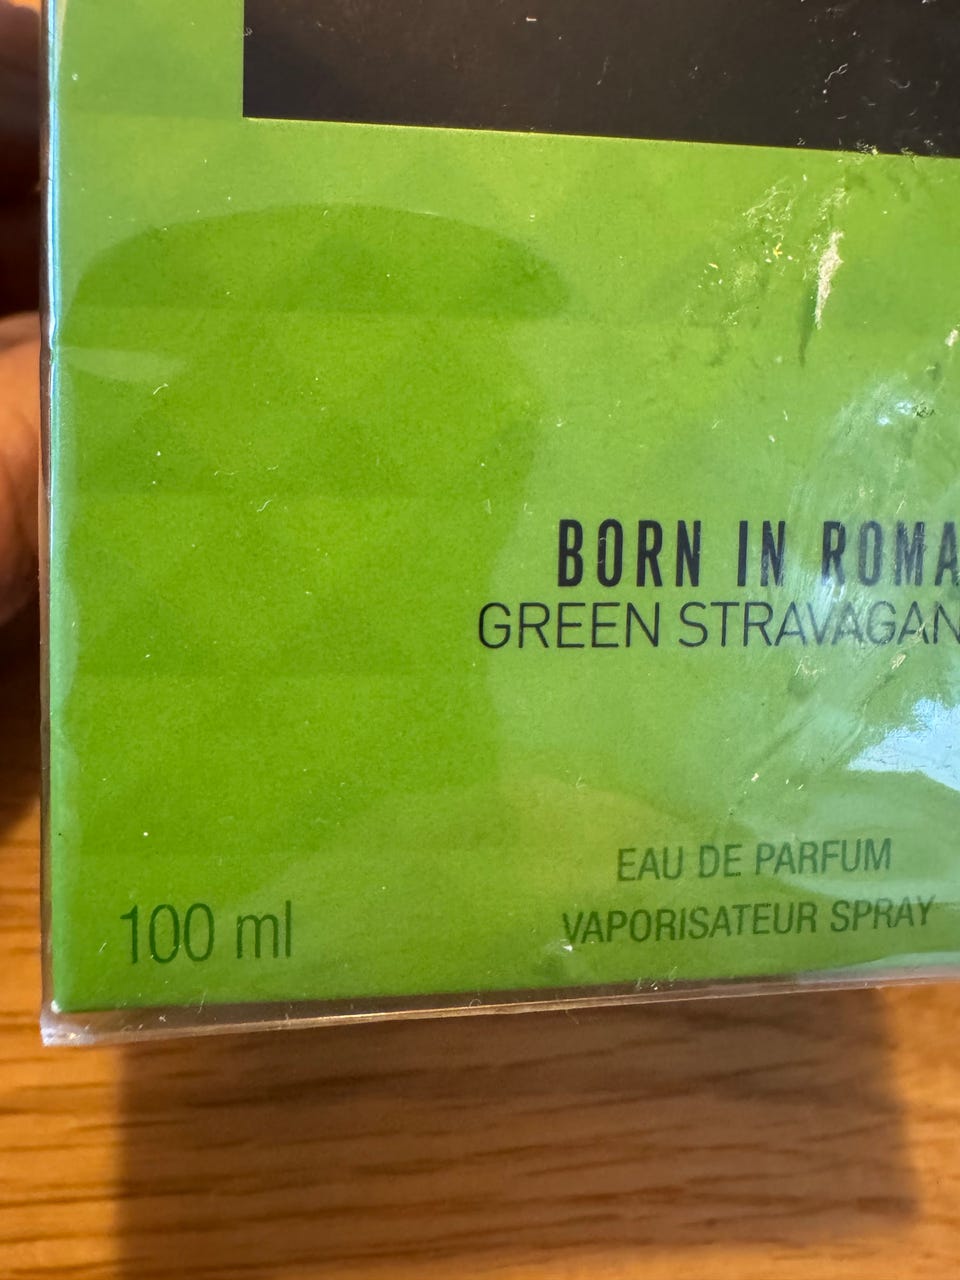 BORN IN ROMA
GREEN STRAVAGAN
EAU DE PARFUM
VAPORISATEUR SPRAY
100 ml